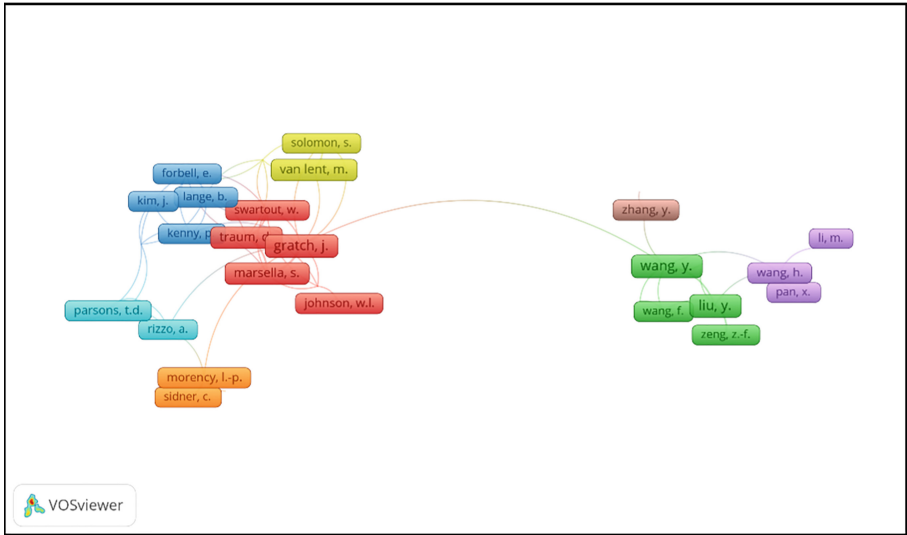 solomon, s.
van lent, m.
forbell, e.
kim, j.
lange, b.
swartout, w.
kenny, p
traum, d.
gratch, j.
marsella, s.
johnson, w.l.
parsons, t.d.
rizzo, a.
morency, l.-p.
sidner, c.
zhang, y.
li, m.
wang, y.
wang, h.
pan, x.
wang, f.
liu, y.
zeng, z.-f.
VOSviewer